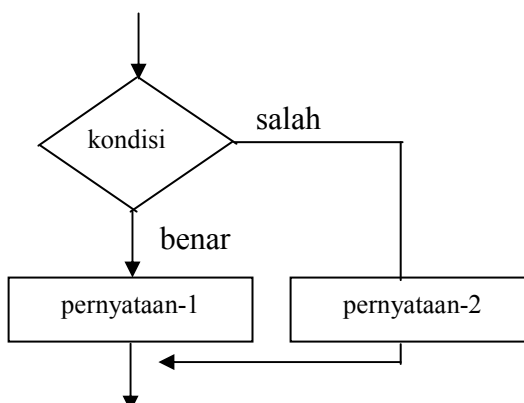 kondisi
salah
benar
pernyataan-1
pernyataan-2